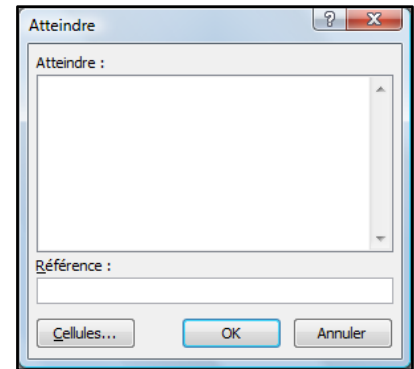 Atteindre
Atteindre :
Référence :
Cellules...
OK
Annuler